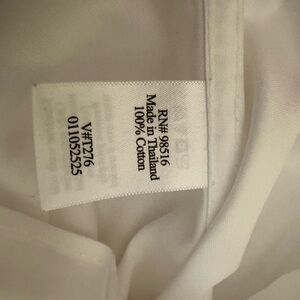 RN# 98516
Made in Thailand
100% Cotton
V#T276
011052525